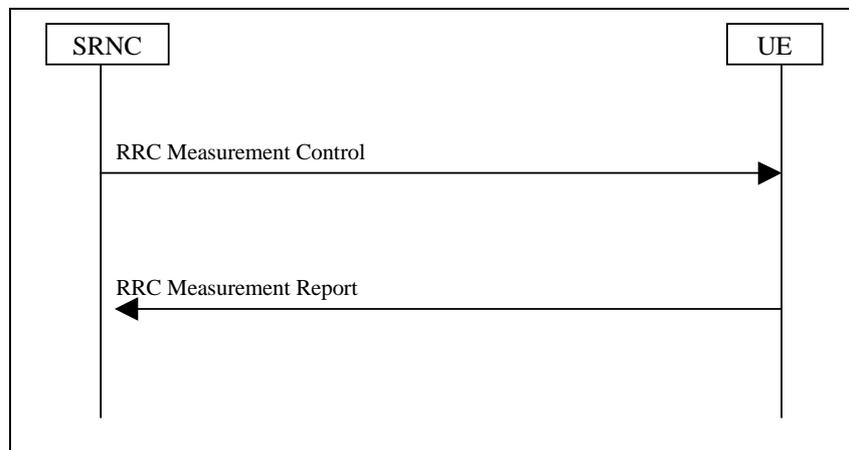 SRNC
UE
RRC Measurement Control
RRC Measurement Report